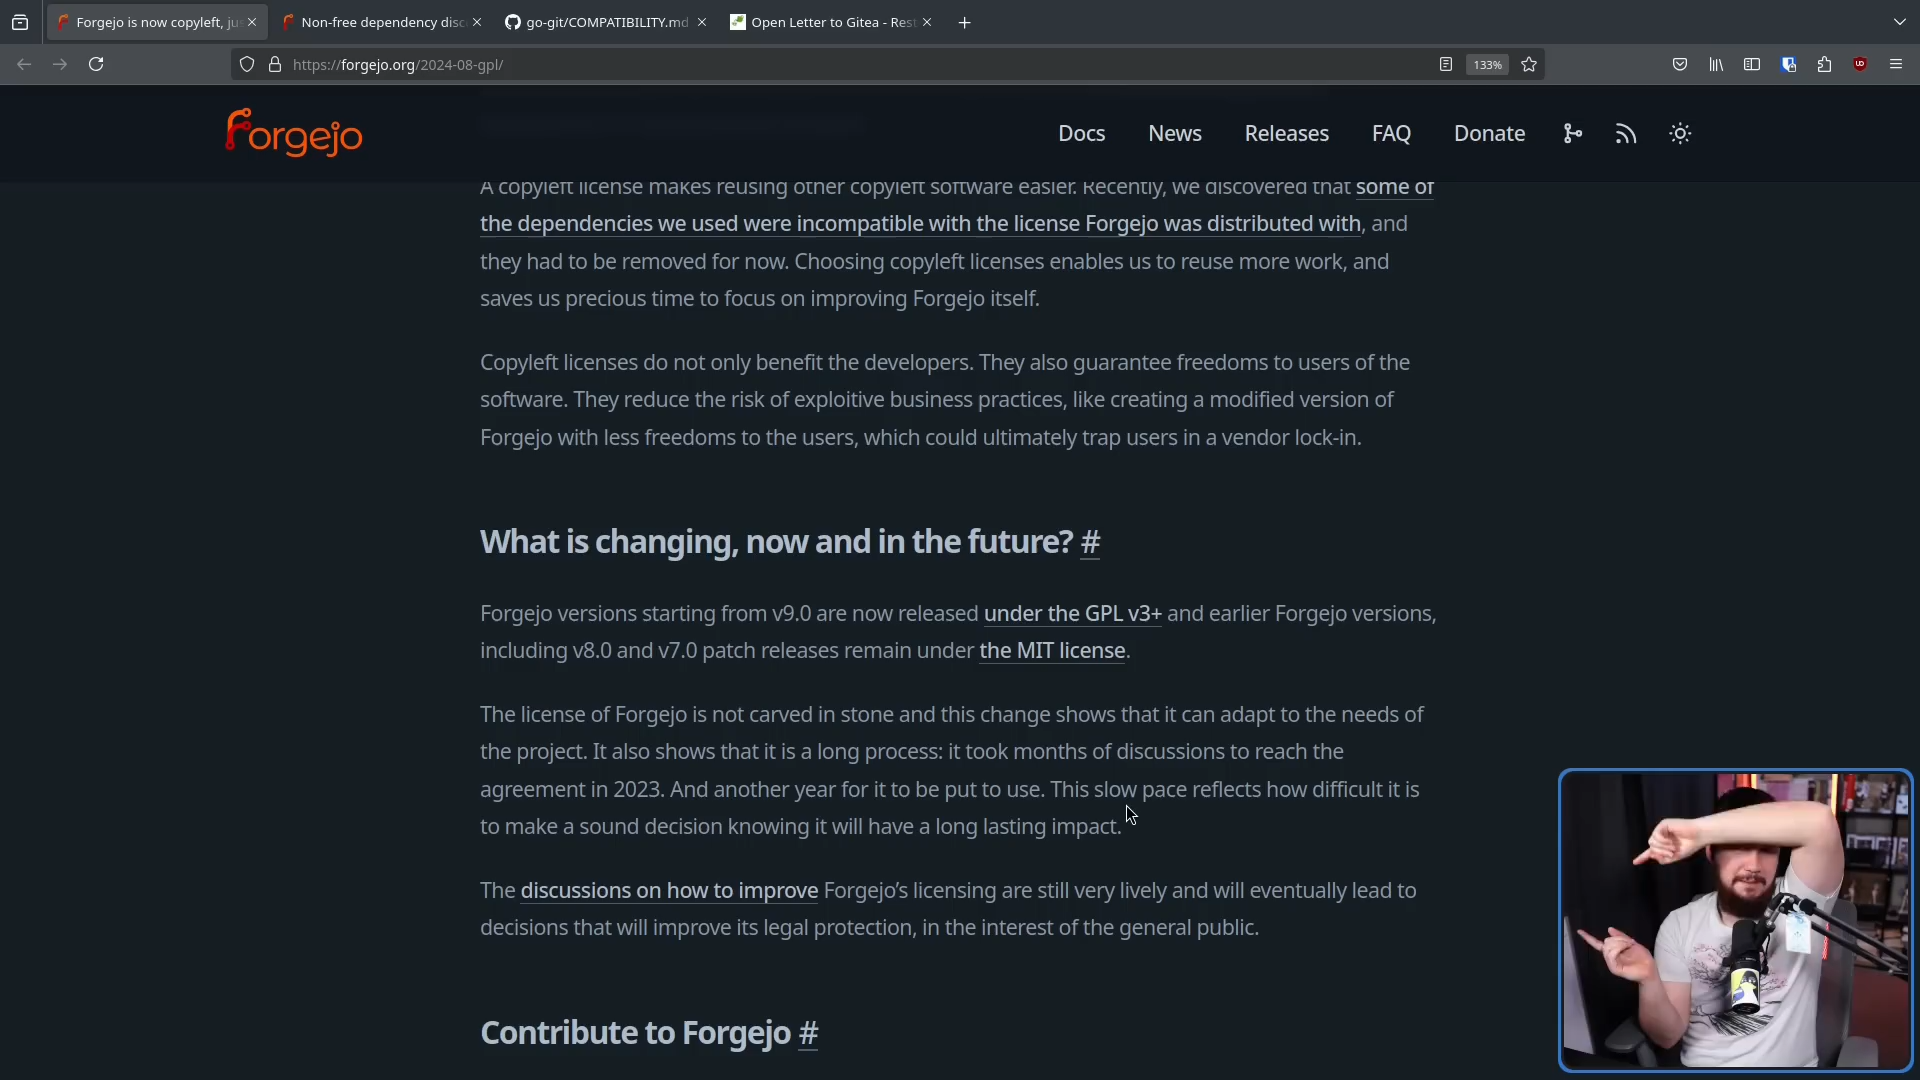 Forgejo is now copyleft, ju
Non-free dependency disc
go-git/COMPATIBILITY.md
Open Letter to Gitea - Res
https://forgejo.org/2024-08-gpl/
133%
Forgejo
Docs
News
Releases
FAQ
Donate
A copyleft license makes reusing other copyleft software easier. Recently, we discovered that some of
the dependencies we used were incompatible with the license Forgejo was distributed with, and
they had to be removed for now. Choosing copyleft licenses enables us to reuse more work, and
saves us precious time to focus on improving Forgejo itself.
Copyleft licenses do not only benefit the developers. They also guarantee freedoms to users of the
software. They reduce the risk of exploitive business practices, like creating a modified version of
Forgejo with less freedoms to the users, which could ultimately trap users in a vendor lock-in.
What is changing, now and in the future? #
Forgejo versions starting from v9.0 are now released under the GPL v3+ and earlier Forgejo versions,
including v8.0 and v7.0 patch releases remain under the MIT license.
The license of Forgejo is not carved in stone and this change shows that it can adapt to the needs of
the project. It also shows that it is a long process: it took months of discussions to reach the
agreement in 2023. And another year for it to be put to use. This slow pace reflects how difficult it is
to make a sound decision knowing it will have a long lasting impact.
The discussions on how to improve Forgejo’s licensing are still very lively and will eventually lead to
decisions that will improve its legal protection, in the interest of the general public.
Contribute to Forgejo #